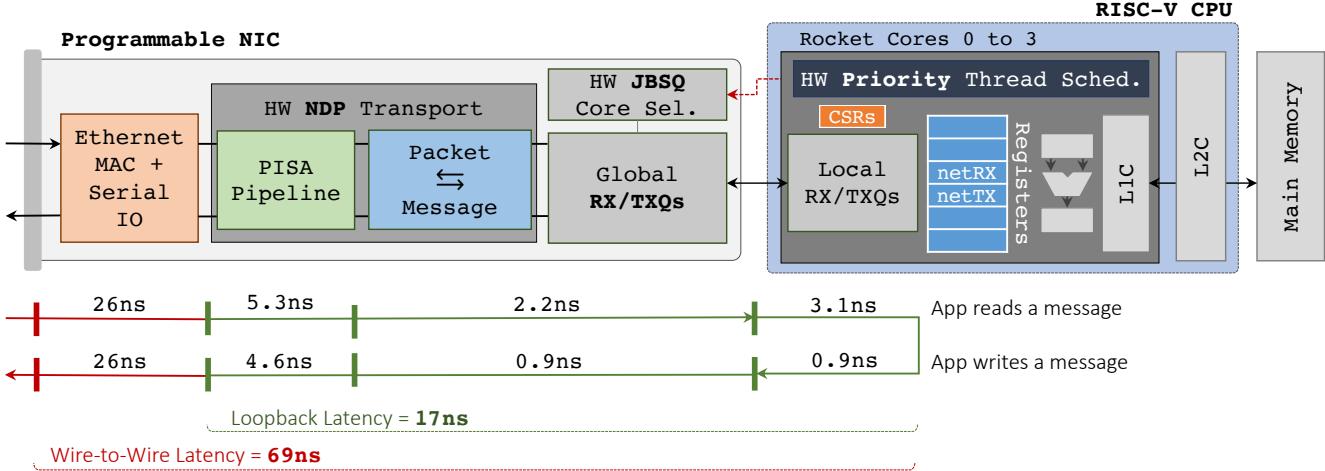 RISC-V CPU
Programmable NIC
Rocket Cores 0 to 3
HW JBSQ
Core Sel.
HW Priority Thread Sched.
HW NDP Transport
CSRs
Ethernet
MAC +
Serial
IO
PISA
Pipeline
Packet
Message
Global
RX/TXQs
Local
RX/TXQs
netRX
netTX
Registers
L1C
L2C
Main Memory
26ns 5.3ns 2.2ns 3.1ns App reads a message
26ns 4.6ns 0.9ns 0.9ns App writes a message
Loopback Latency = 17ns
Wire-to-Wire Latency = 69ns